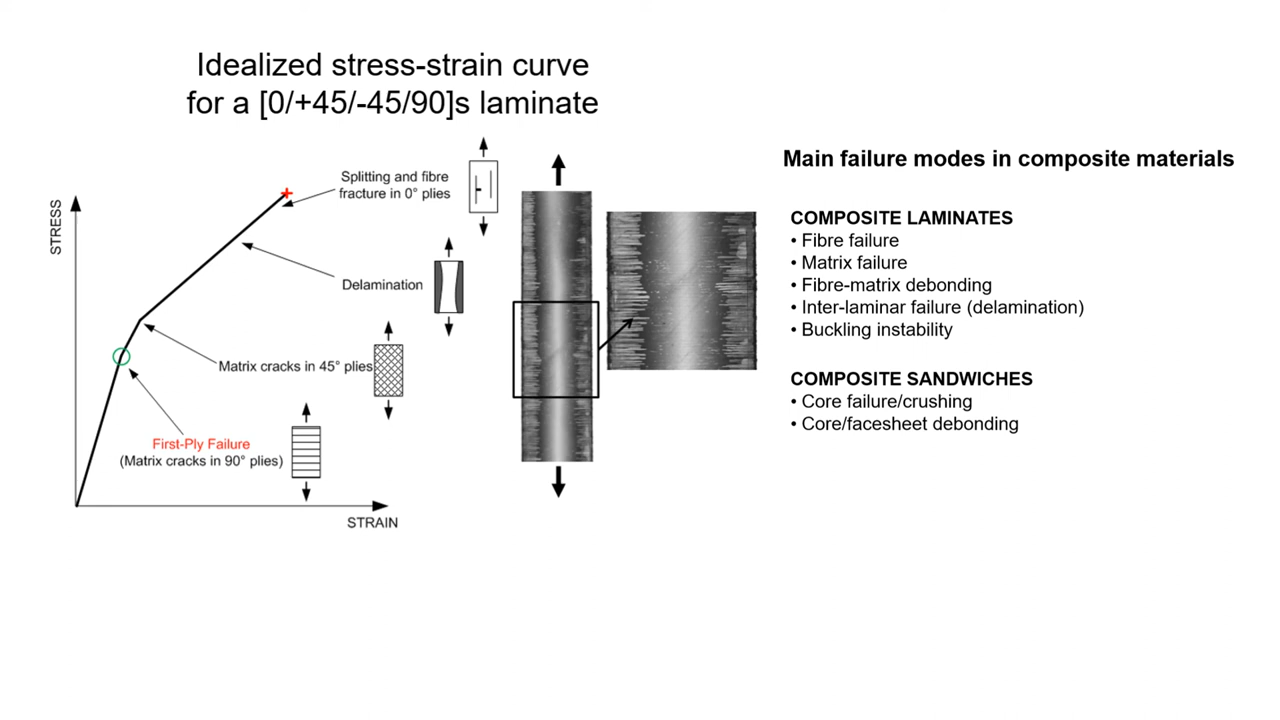 Idealized stress-strain curve
for a [0/+45/-45/90]s laminate
STRESS
Splitting and fibre
fracture in 0° plies
Delamination
Matrix cracks in 45° plies
First-Ply Failure
(Matrix cracks in 90° plies)
STRAIN
Main failure modes in composite materials
COMPOSITE LAMINATES
• Fibre failure
• Matrix failure
• Fibre-matrix debonding
• Inter-laminar failure (delamination)
• Buckling instability
COMPOSITE SANDWICHES
• Core failure/crushing
• Core/facesheet debonding